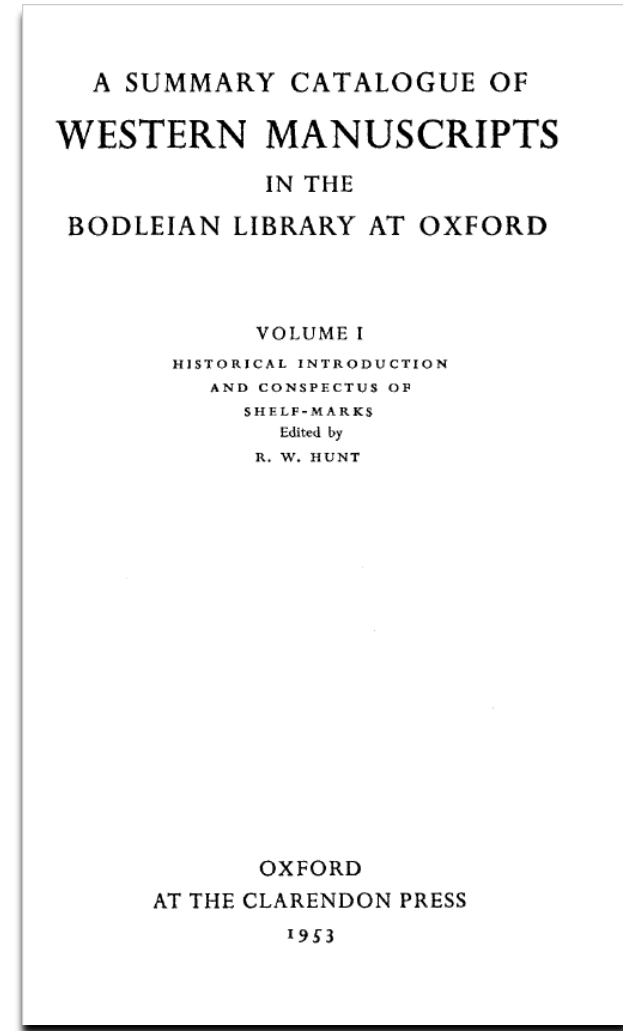 A SUMMARY CATALOGUE OF
WESTERN MANUSCRIPTS
IN THE
BODLEIAN LIBRARY AT OXFORD
VOLUME I
HISTORICAL INTRODUCTION
AND CONSPECTUS OF
SHELF-MARKS
Edited by
R. W. HUNT
OXFORD
AT THE CLARENDON PRESS
1953